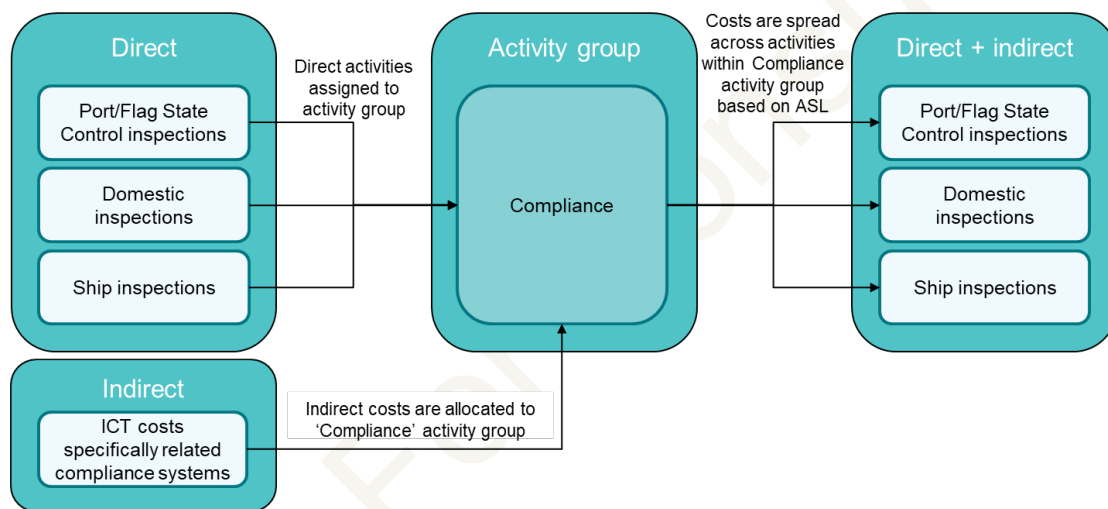 Direct
Port/Flag State
Control inspections
Domestic
inspections
Ship inspections
Direct activities
assigned to
activity group
Activity group
Compliance
Costs are spread
across activities
within Compliance
activity group
based on ASL
Direct + indirect
Port/Flag State
Control inspections
Domestic
inspections
Ship inspections
Indirect
ICT costs
specifically related
compliance systems
Indirect costs are allocated to
‘Compliance’ activity group